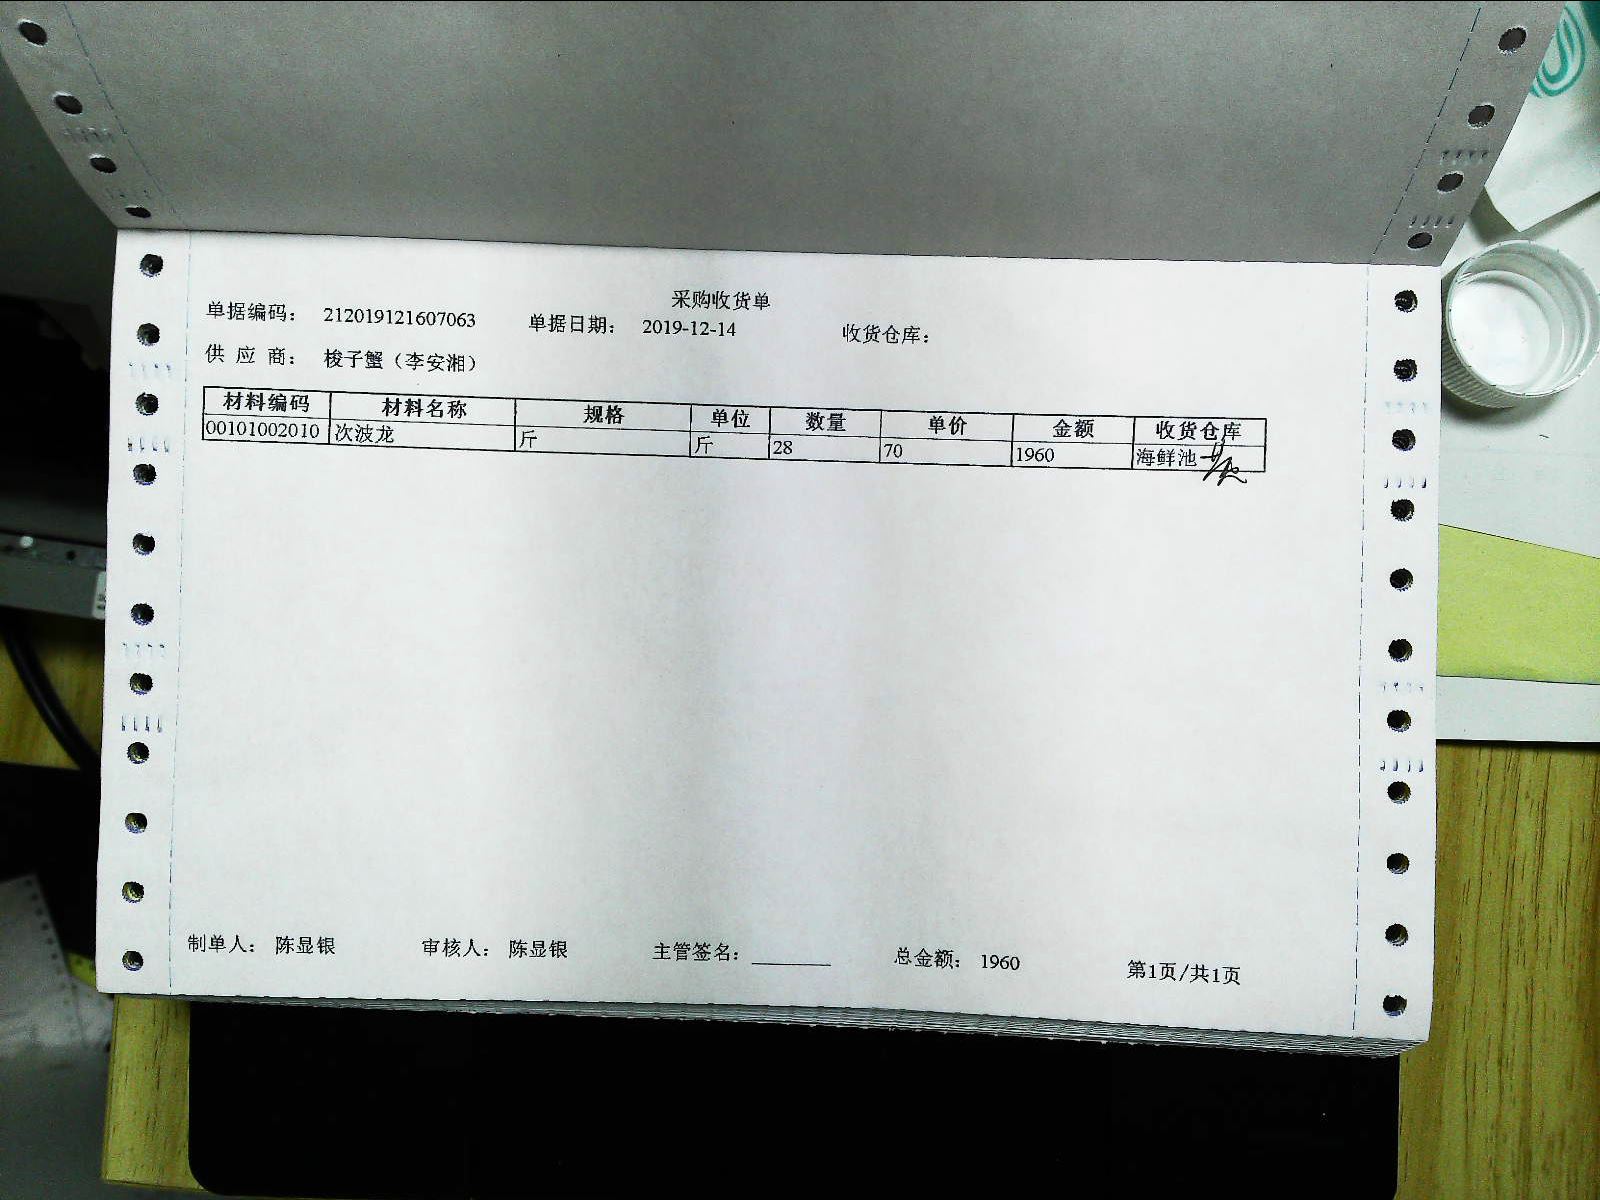 采购收货单
单据编码： 212019121607063 单据日期： 2019-12-14 收货仓库：
供 应 商： 梭子蟹（李安湘）
材料编码 材料名称 规格 单位 数量 单价 金额 收货仓库
00101002010 次波龙 斤 斤 28 70 1960 海鲜池
制单人： 陈显银 审核人： 陈显银 主管签名： 总金额： 1960 第1页/共1页